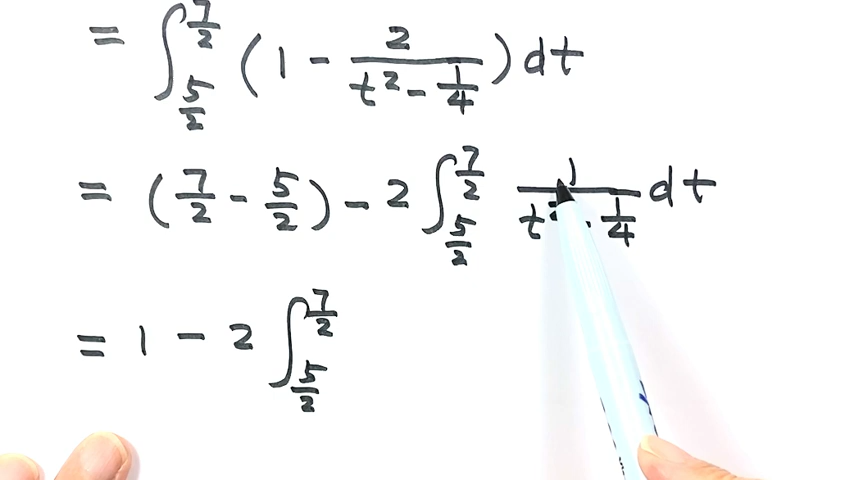 = ∫_{5/2}^{7/2} (1 - 2/(t² - 1/4)) dt
= (7/2 - 5/2) - 2 ∫_{5/2}^{7/2} 1/(t² - 1/4) dt
= 1 - 2 ∫_{5/2}^{7/2}